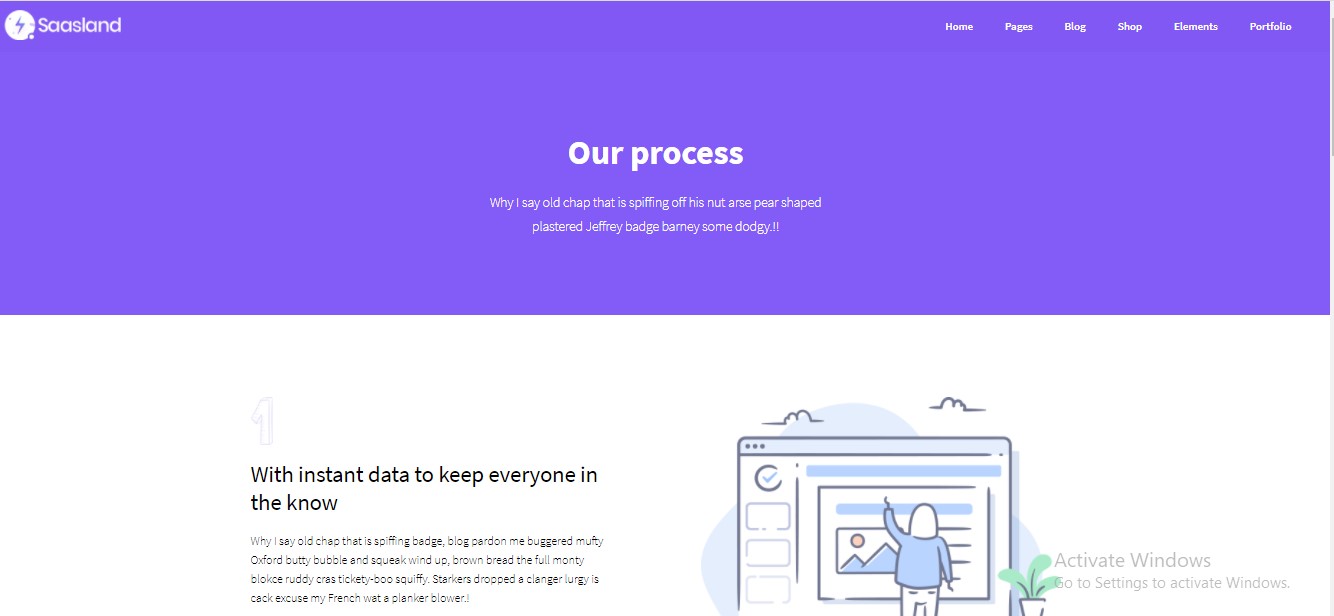 Saasland
Home Pages Blog Shop Elements Portfolio
Our process
Why I say old chap that is spiffing off his nut arse pear shaped
plastered Jeffrey badge barney some dodgy.!!
1
With instant data to keep everyone in
the know
Why I say old chap that is spiffing badge, blog pardon me buggered mufty
Oxford butty bubble and squeak wind up, brown bread the full monty
blokce ruddy cras tickety-boo squiffy. Starkers dropped a clanger lurgy is
cack excuse my French wat a planker blower.!
Activate Windows
Go to Settings to activate Windows.